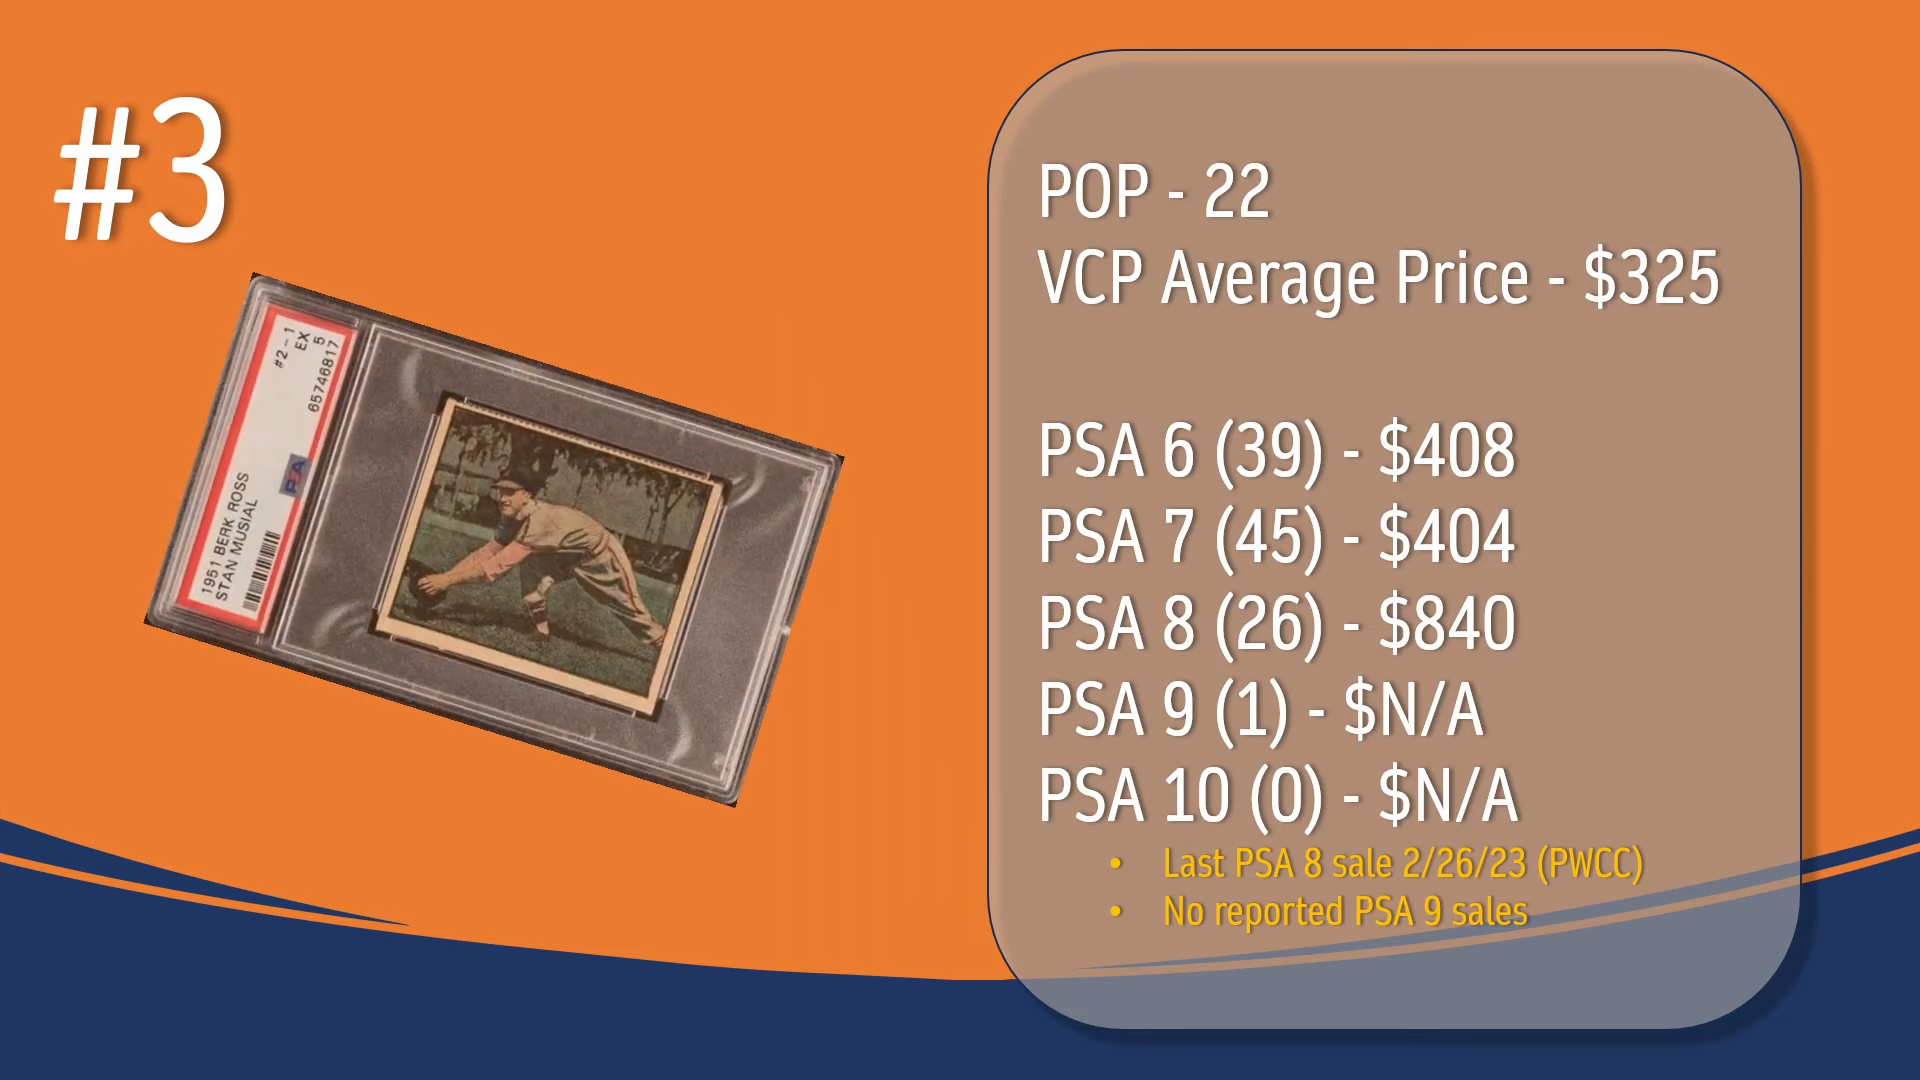 #3
1951 BERK ROSS
STAN MUSIAL
#2-1
EX
5
65746817
PSA
POP - 22
VCP Average Price - $325
PSA 6 (39) - $408
PSA 7 (45) - $404
PSA 8 (26) - $840
PSA 9 (1) - $N/A
PSA 10 (0) - $N/A
• Last PSA 8 sale 2/26/23 (PWCC)
• No reported PSA 9 sales